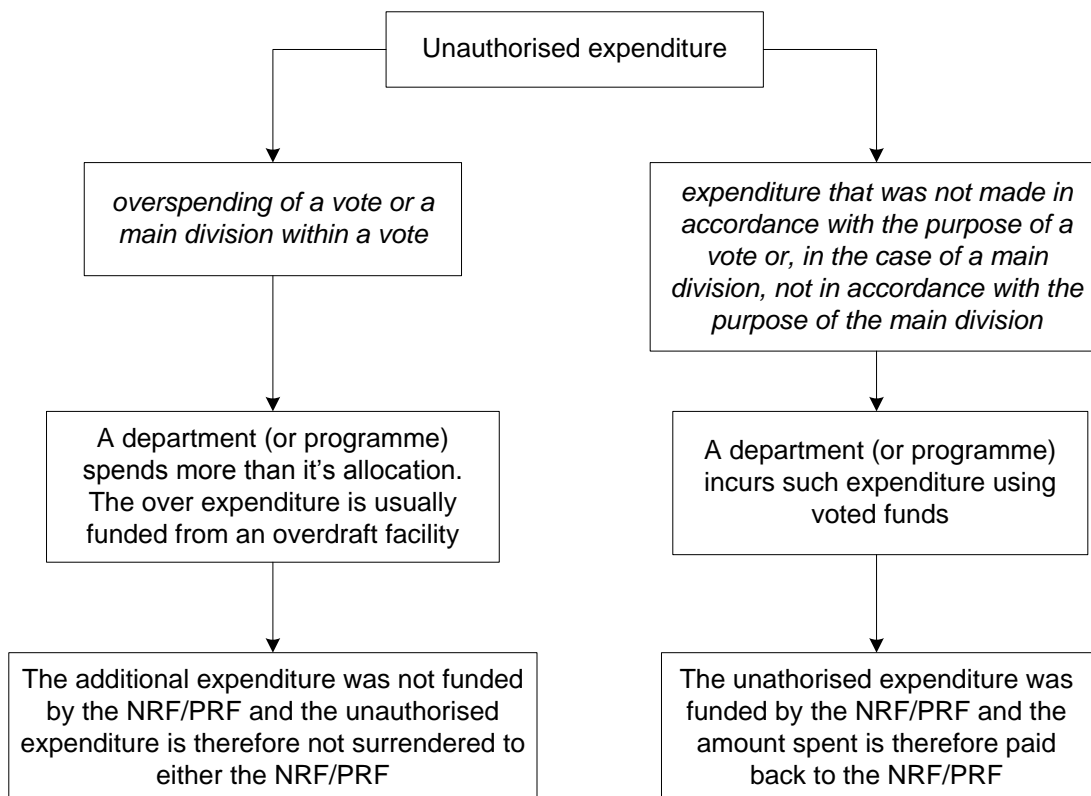 Unauthorised expenditure
overspending of a vote or a
main division within a vote
expenditure that was not made in
accordance with the purpose of a
vote or, in the case of a main
division, not in accordance with the
purpose of the main division
A department (or programme)
spends more than it's allocation.
The over expenditure is usually
funded from an overdraft facility
A department (or programme)
incurs such expenditure using
voted funds
The additional expenditure was not funded
by the NRF/PRF and the unauthorised
expenditure is therefore not surrendered to
either the NRF/PRF
The unathorised expenditure was
funded by the NRF/PRF and the
amount spent is therefore paid
back to the NRF/PRF